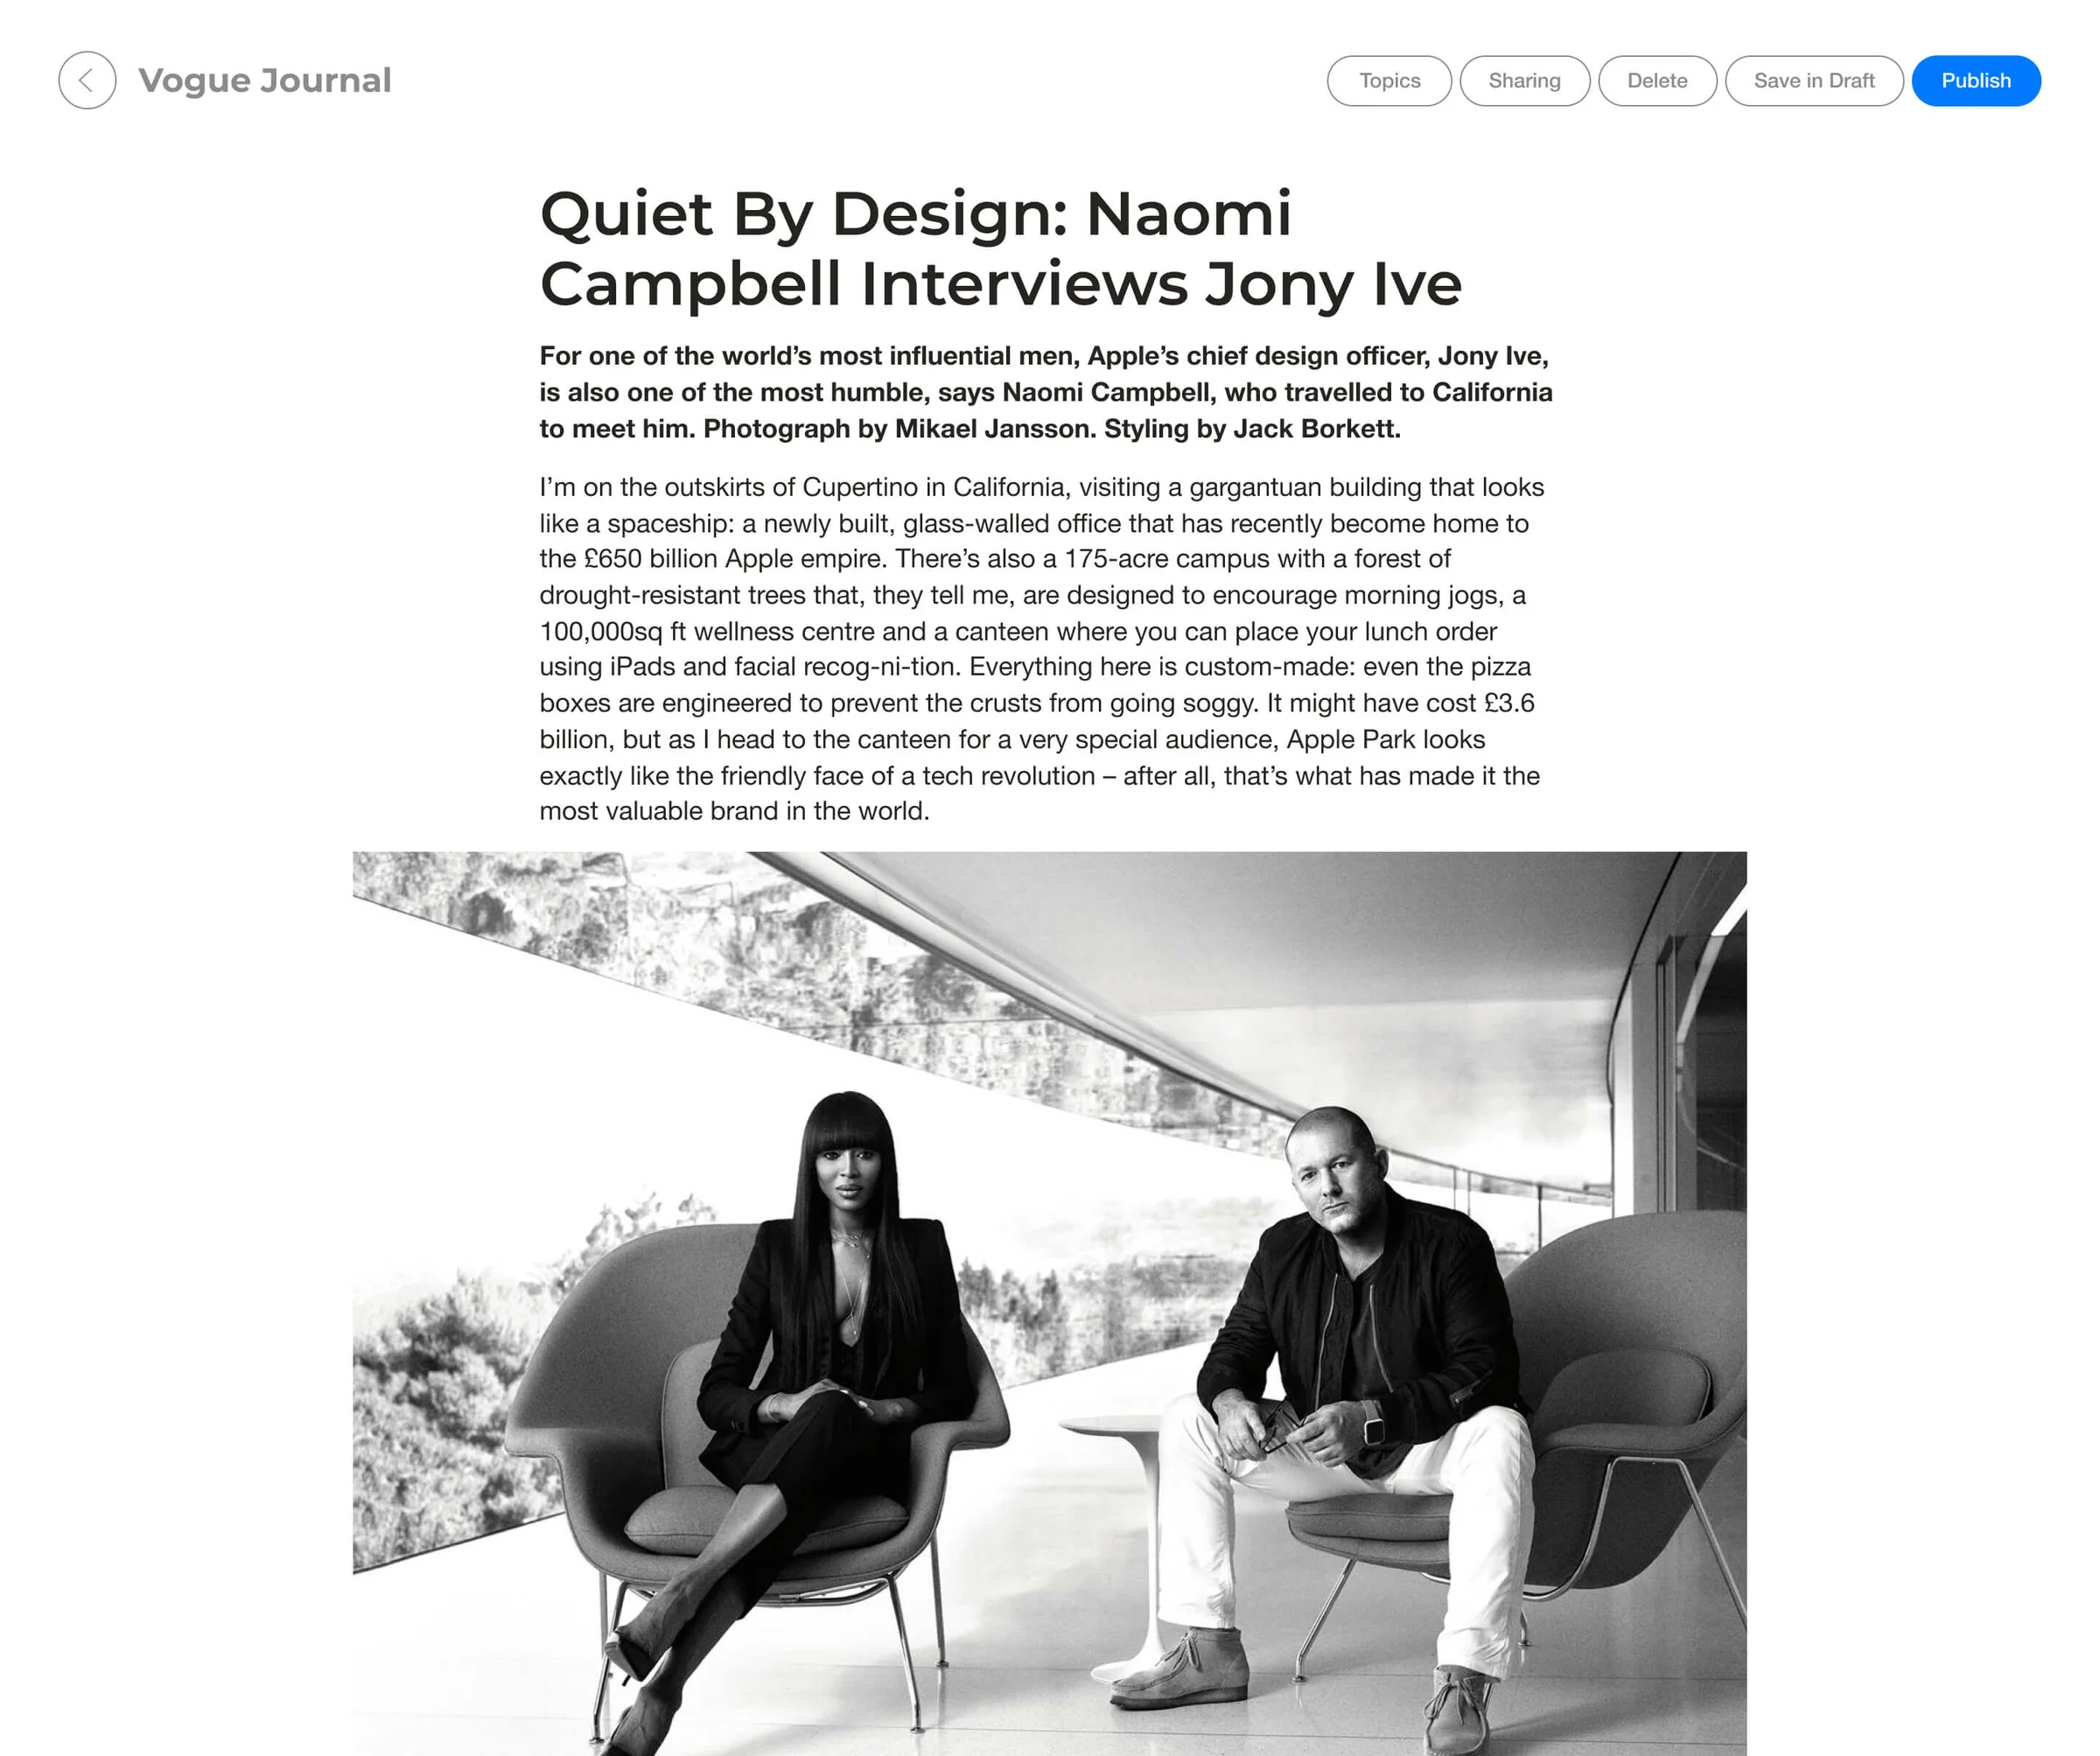 Vogue Journal
Topics
Sharing
Delete
Save in Draft
Publish
Quiet By Design: Naomi
Campbell Interviews Jony Ive
For one of the world’s most influential men, Apple’s chief design officer, Jony Ive,
is also one of the most humble, says Naomi Campbell, who travelled to California
to meet him. Photograph by Mikael Jansson. Styling by Jack Borkett.
I’m on the outskirts of Cupertino in California, visiting a gargantuan building that looks
like a spaceship: a newly built, glass-walled office that has recently become home to
the £650 billion Apple empire. There’s also a 175-acre campus with a forest of
drought-resistant trees that, they tell me, are designed to encourage morning jogs, a
100,000sq ft wellness centre and a canteen where you can place your lunch order
using iPads and facial recog-ni-tion. Everything here is custom-made: even the pizza
boxes are engineered to prevent the crusts from going soggy. It might have cost £3.6
billion, but as I head to the canteen for a very special audience, Apple Park looks
exactly like the friendly face of a tech revolution – after all, that’s what has made it the
most valuable brand in the world.